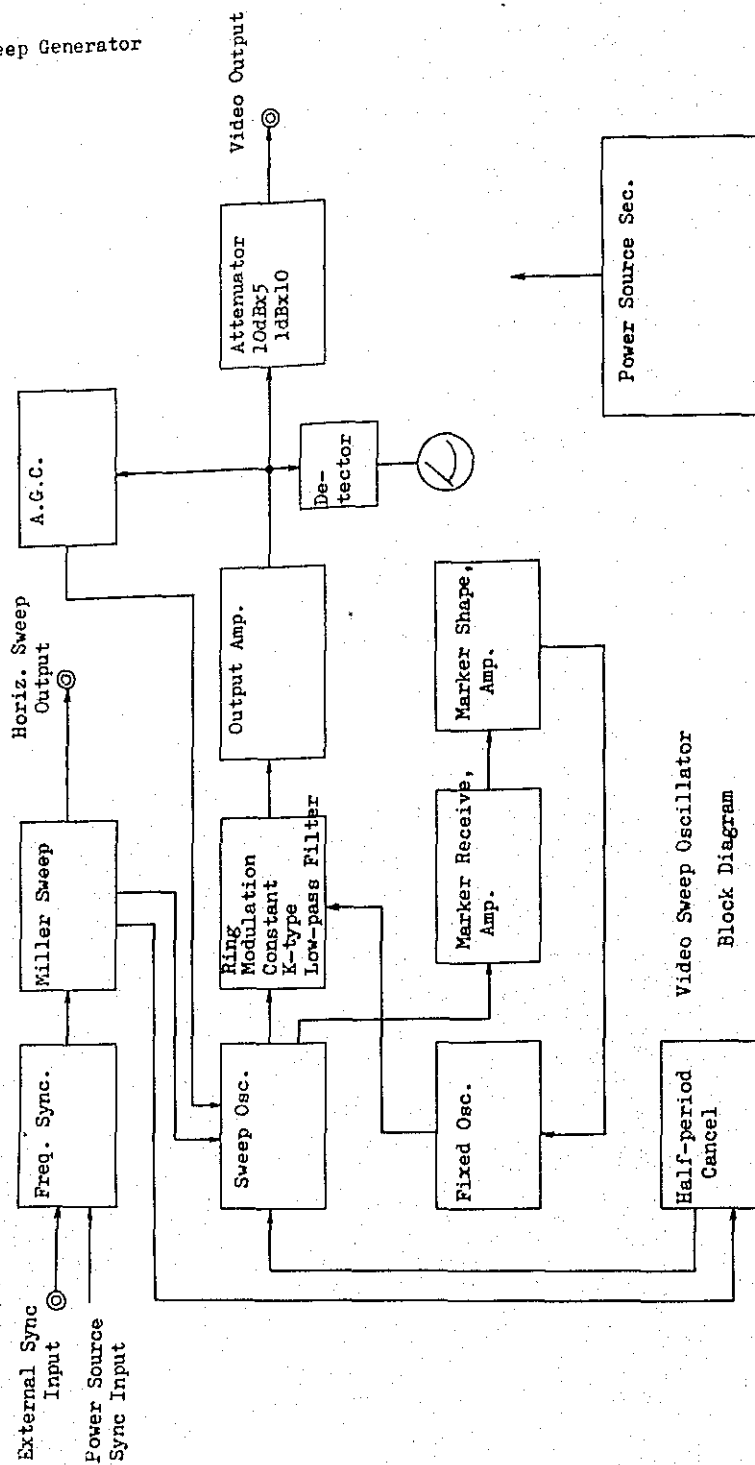 eep Generator
External Sync
Input
Power Source
Sync Input
Freq. Sync.
Miller Sweep
Horiz. Sweep
Output
A.G.C.
Sweep Osc.
Ring
Modulation
Constant
K-type
Low-pass Filter
Output Amp.
Attenuator
10dBx5
1dBx10
Video Output
De-
tector
Fixed Osc.
Marker Receive,
Amp.
Marker Shape,
Amp.
Half-period
Cancel
Video Sweep Oscillator
Block Diagram
Power Source Sec.